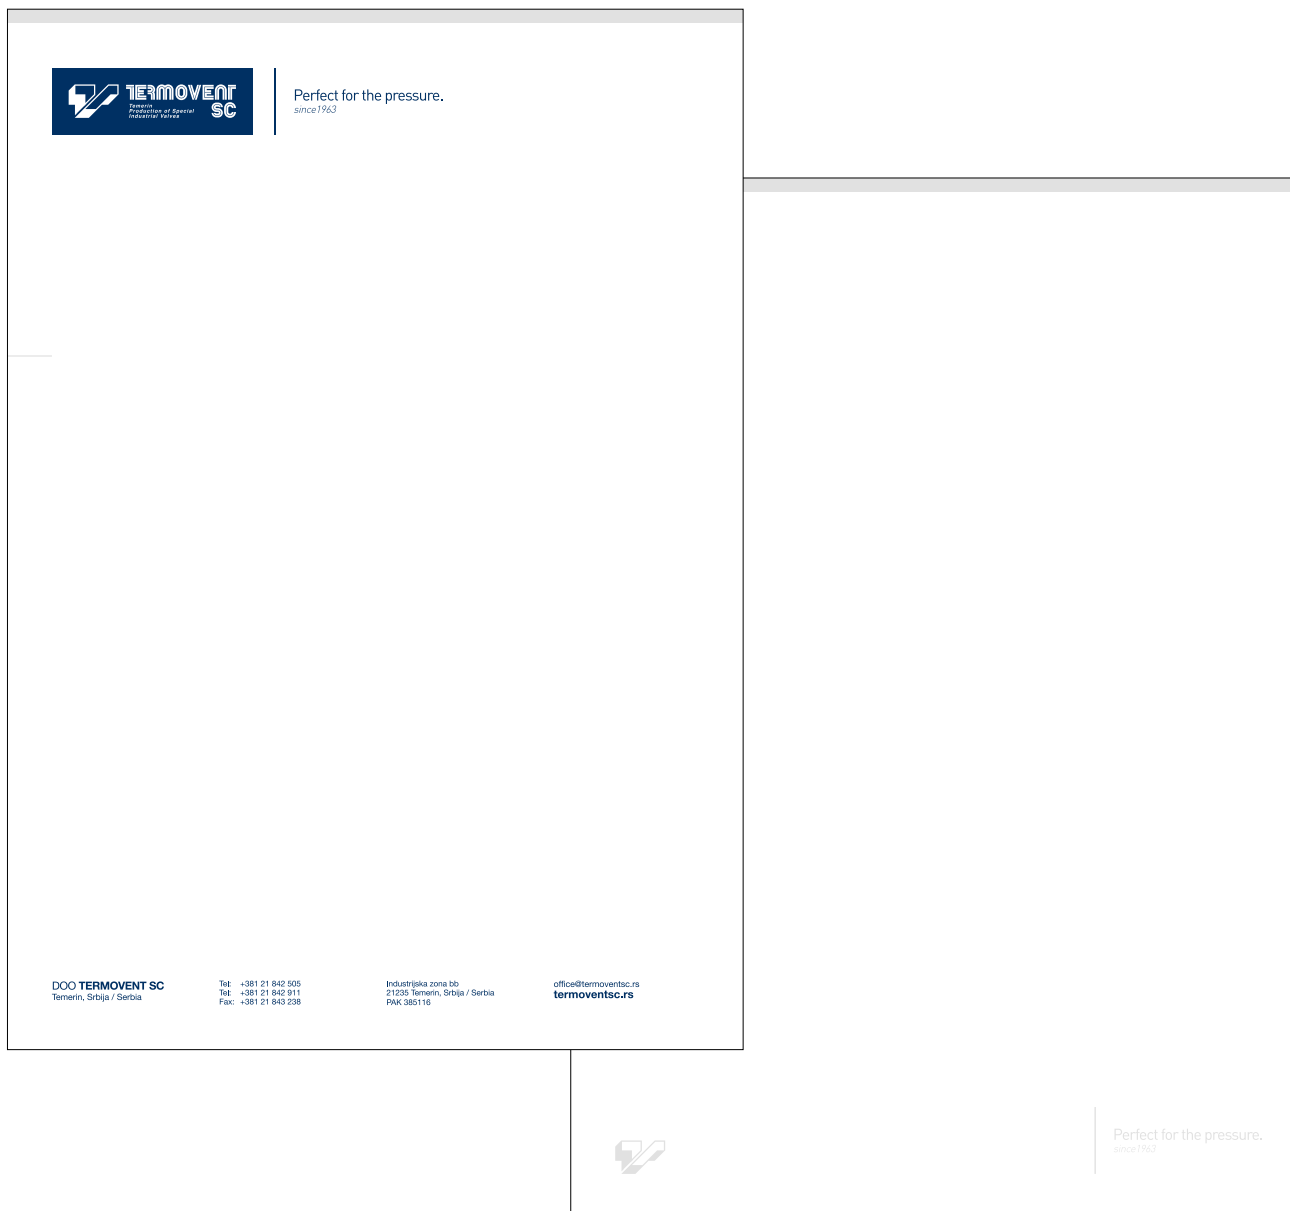 TERMOVENT
SC
Temerin
Production of Special
Industrial Valves
Perfect for the pressure.
since1963
DOO TERMOVENT SC
Temerin, Srbija / Serbia
Tel: +381 21 842 505
Tel: +381 21 842 911
Fax: +381 21 843 238
Industrijska zona bb
21235 Temerin, Srbija / Serbia
PAK 385116
office@termoventsc.rs
termoventsc.rs
Perfect for the pressure.
since1963